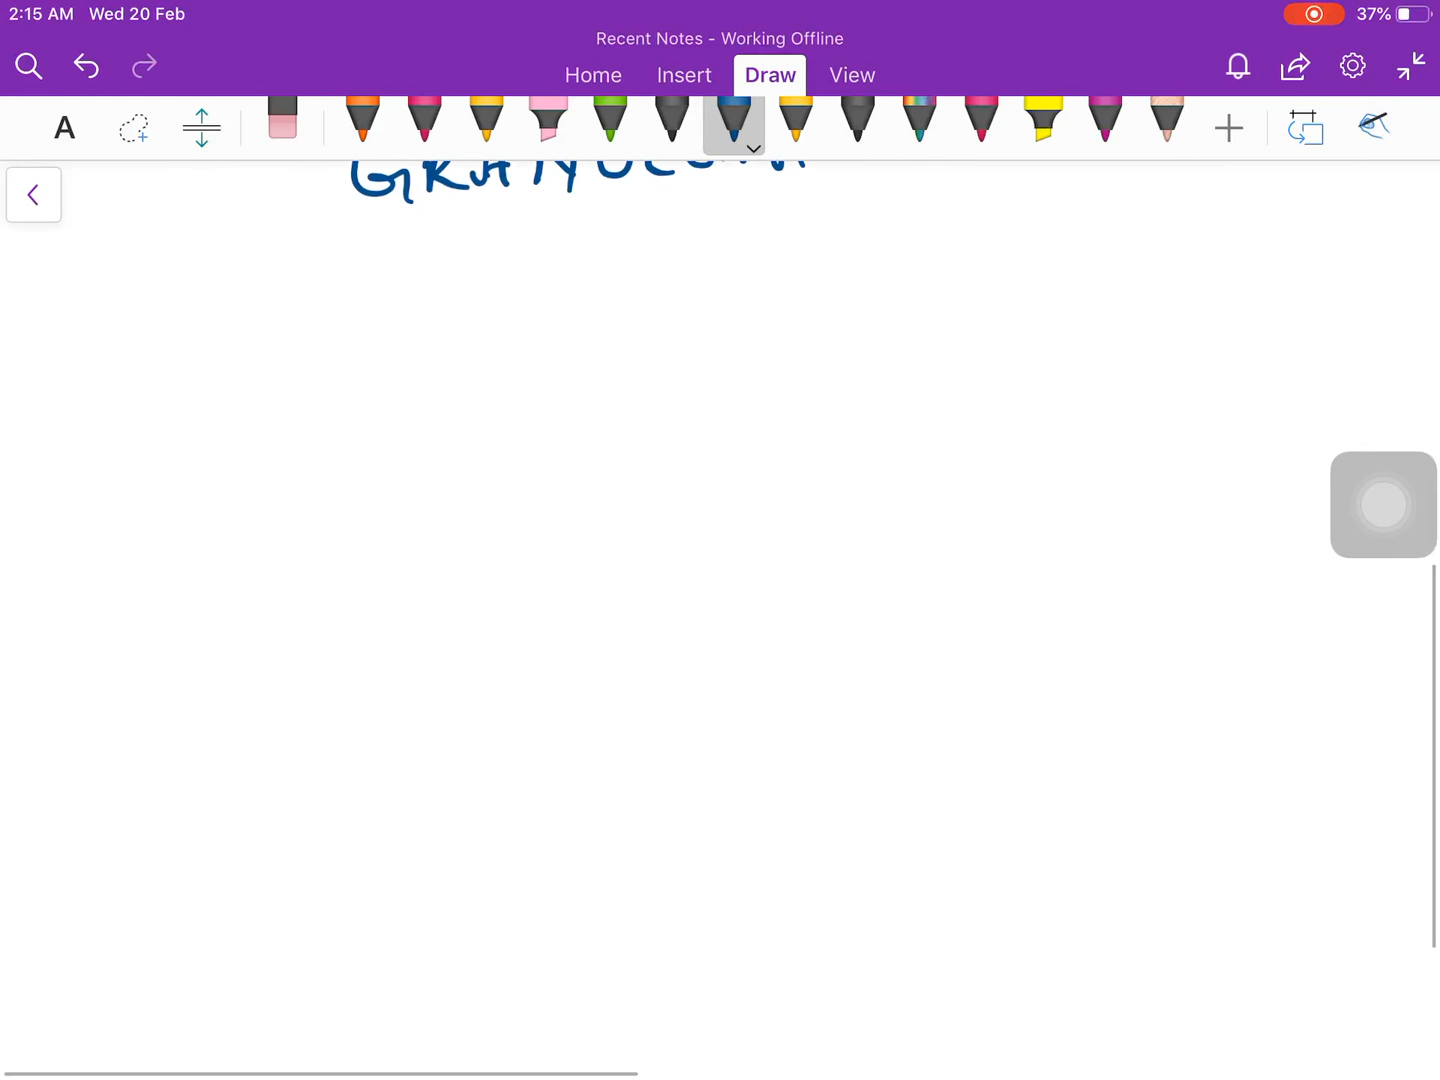 2:15 AM Wed 20 Feb
37%
Recent Notes - Working Offline
Home Insert Draw View
A